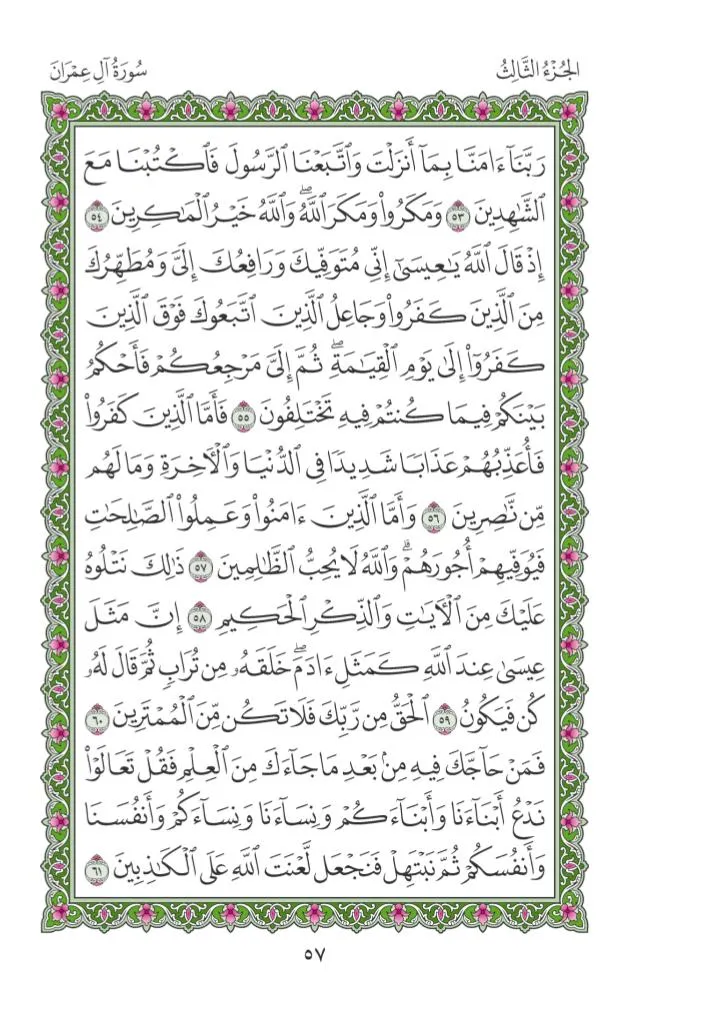 الجُزْءُ الثَّالِثُ
سُورَةُ آلِ عِمْرَانَ
رَبَّنَآ ءَامَنَّا بِمَآ أَنزَلْتَ وَٱتَّبَعْنَا ٱلرَّسُولَ فَٱكْتُبْنَا مَعَ
ٱلشَّٰهِدِينَ ٥٣ وَمَكَرُوا۟ وَمَكَرَ ٱللَّهُۖ وَٱللَّهُ خَيْرُ ٱلْمَٰكِرِينَ ٥٤
إِذْ قَالَ ٱللَّهُ يَٰعِيسَىٰٓ إِنِّى مُتَوَفِّيكَ وَرَافِعُكَ إِلَىَّ وَمُطَهِّرُكَ
مِنَ ٱلَّذِينَ كَفَرُوا۟ وَجَاعِلُ ٱلَّذِينَ ٱتَّبَعُوكَ فَوْقَ ٱلَّذِينَ
كَفَرُوٓا۟ إِلَىٰ يَوْمِ ٱلْقِيَٰمَةِۖ ثُمَّ إِلَىَّ مَرْجِعُكُمْ فَأَحْكُمُ
بَيْنَكُمْ فِيمَا كُنتُمْ فِيهِ تَخْتَلِفُونَ ٥٥ فَأَمَّا ٱلَّذِينَ كَفَرُوا۟
فَأُعَذِّبُهُمْ عَذَابًا شَدِيدًا فِى ٱلدُّنْيَا وَٱلْءَاخِرَةِ وَمَا لَهُم
مِّن نَّٰصِرِينَ ٥٦ وَأَمَّا ٱلَّذِينَ ءَامَنُوا۟ وَعَمِلُوا۟ ٱلصَّٰلِحَٰتِ
فَيُوَفِّيهِمْ أُجُورَهُمْۗ وَٱللَّهُ لَا يُحِبُّ ٱلظَّٰلِمِينَ ٥٧ ذَٰلِكَ نَتْلُوهُ
عَلَيْكَ مِنَ ٱلْءَايَٰتِ وَٱلذِّكْرِ ٱلْحَكِيمِ ٥٨ إِنَّ مَثَلَ
عِيسَىٰ عِندَ ٱللَّهِ كَمَثَلِ ءَادَمَۖ خَلَقَهُۥ مِن تُرَابٍ ثُمَّ قَالَ لَهُۥ
كُن فَيَكُونُ ٥٩ ٱلْحَقُّ مِن رَّبِّكَ فَلَا تَكُن مِّنَ ٱلْمُمْتَرِينَ ٦٠
فَمَنْ حَآجَّكَ فِيهِ مِنۢ بَعْدِ مَا جَآءَكَ مِنَ ٱلْعِلْمِ فَقُلْ تَعَالَوْا۟
نَدْعُ أَبْنَآءَنَا وَأَبْنَآءَكُمْ وَنِسَآءَنَا وَنِسَآءَكُمْ وَأَنفُسَنَا
وَأَنفُسَكُمْ ثُمَّ نَبْتَهِلْ فَنَجْعَل لَّعْنَتَ ٱللَّهِ عَلَى ٱلْكَٰذِبِينَ ٦١
٥٧